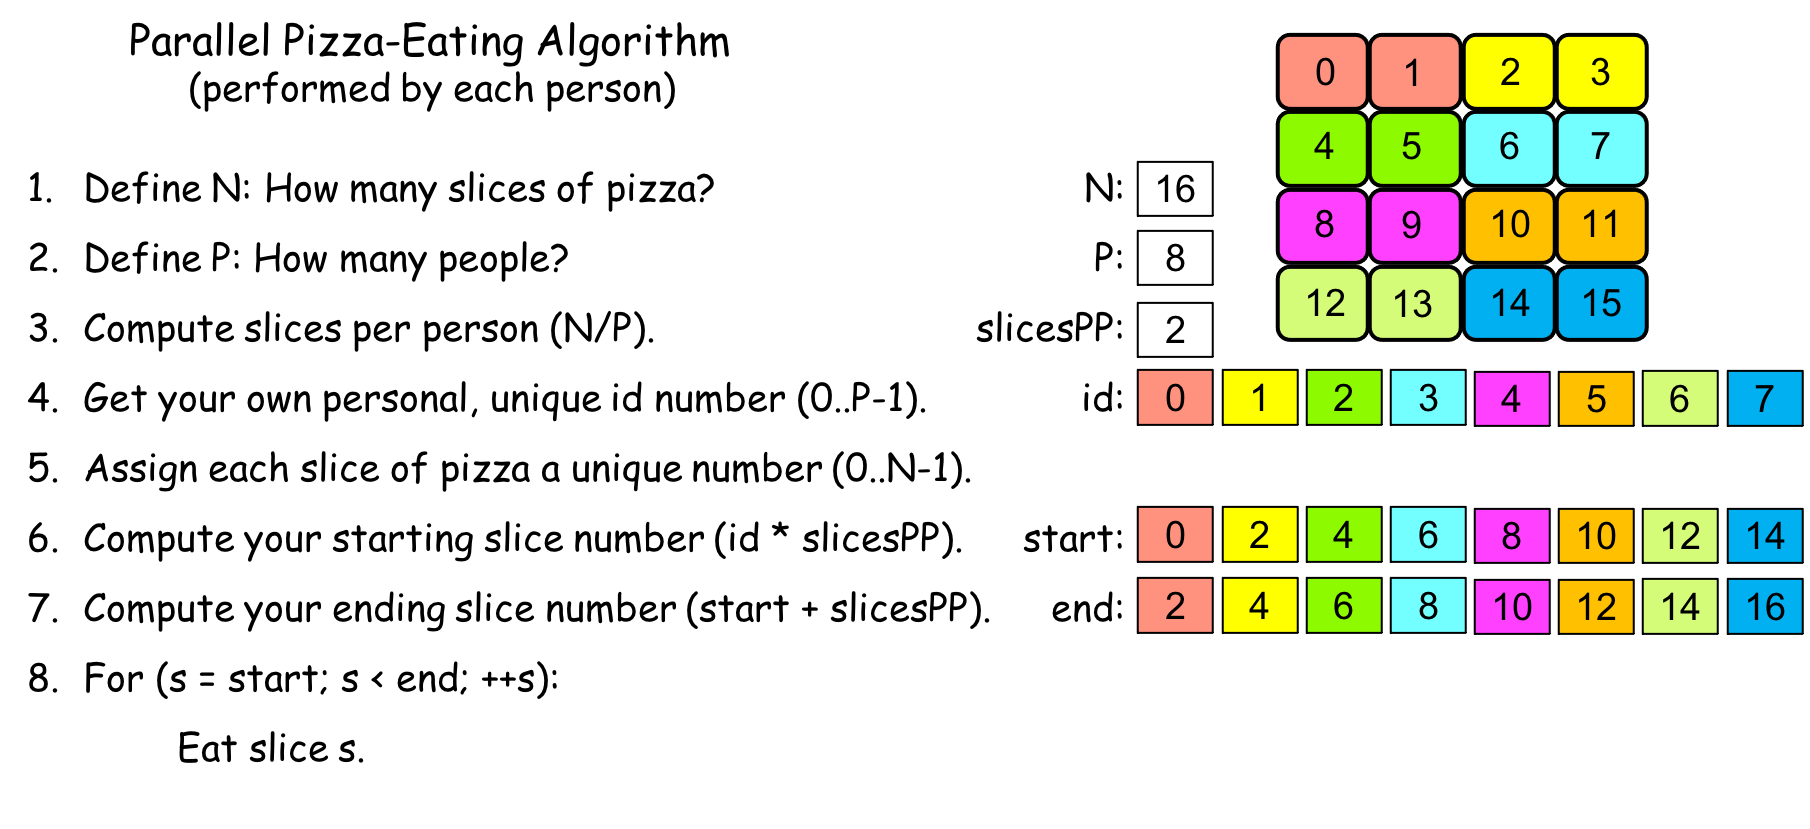 Parallel Pizza-Eating Algorithm
(performed by each person)
0 1 2 3
4 5 6 7
8 9 10 11
12 13 14 15
1. Define N: How many slices of pizza?
N: 16
2. Define P: How many people?
P: 8
3. Compute slices per person (N/P).
slicesPP: 2
4. Get your own personal, unique id number (0..P-1).
id: 0 1 2 3 4 5 6 7
5. Assign each slice of pizza a unique number (0..N-1).
6. Compute your starting slice number (id * slicesPP).
start: 0 2 4 6 8 10 12 14
7. Compute your ending slice number (start + slicesPP).
end: 2 4 6 8 10 12 14 16
8. For (s = start; s < end; ++s):
Eat slice s.